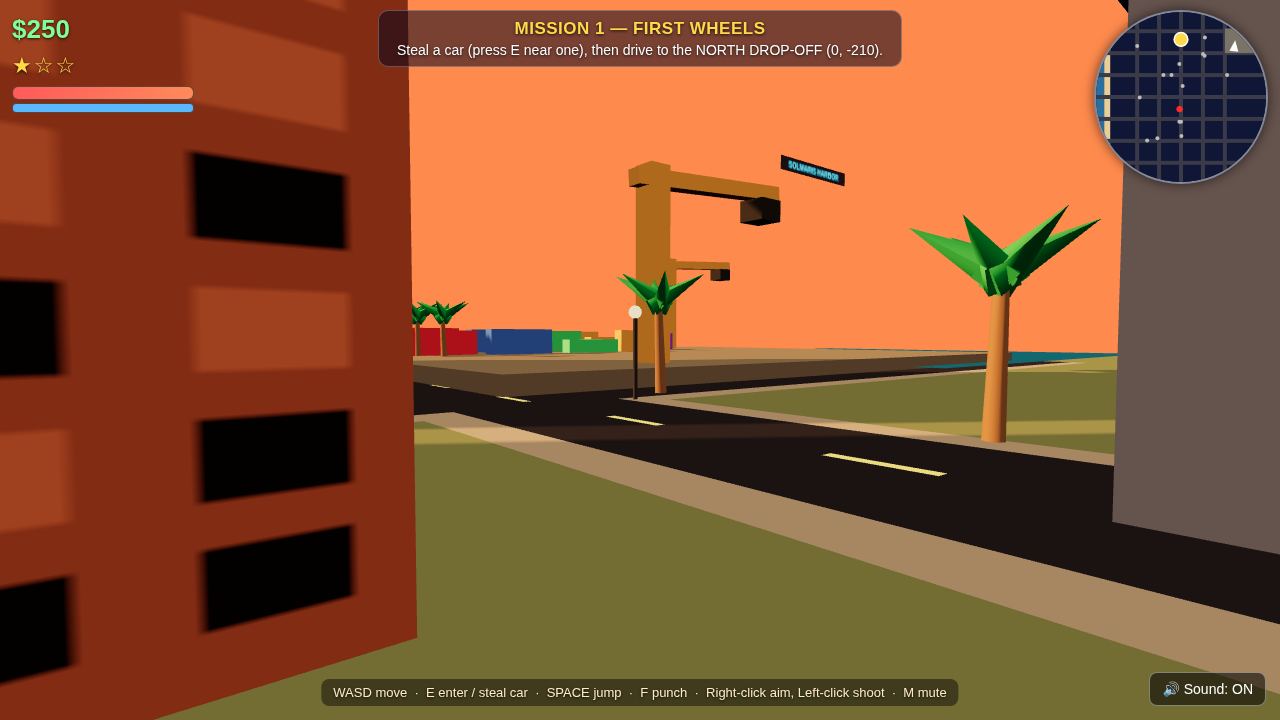 $250
★☆☆
MISSION 1 — FIRST WHEELS
Steal a car (press E near one), then drive to the NORTH DROP-OFF (0, -210).
SOLMARIS HARBOR
WASD move · E enter / steal car · SPACE jump · F punch · Right-click aim, Left-click shoot · M mute
🔊 Sound: ON